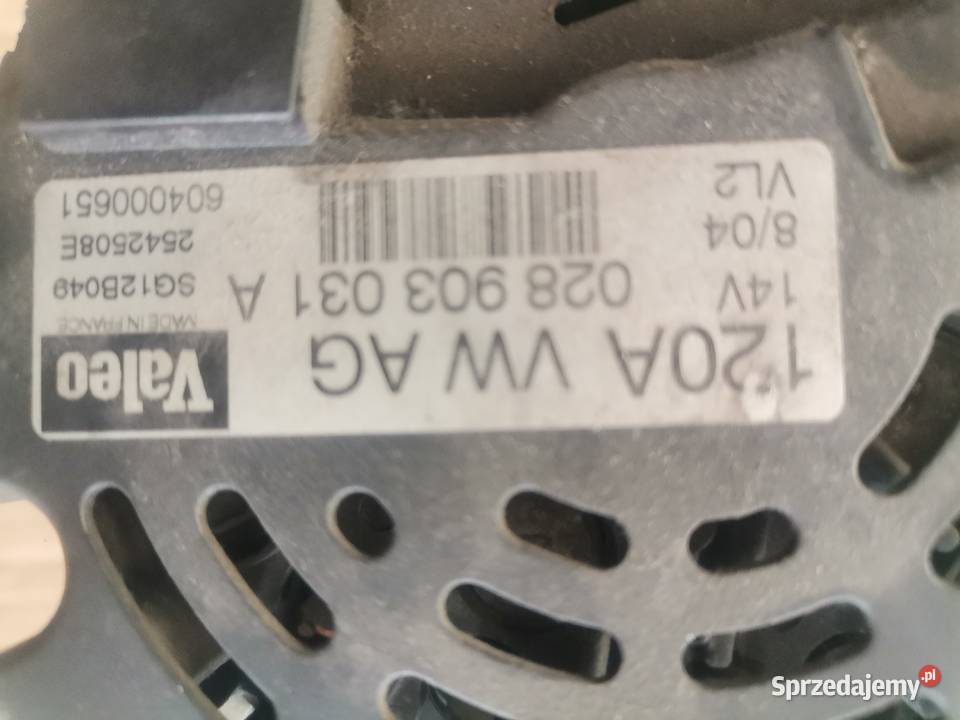 120A VW AG
14V 028 903 031 A
8/04
VL2
Valeo
MADE IN FRANCE
SG12B049
2542508E
604000651
Sprzedajemy.pl